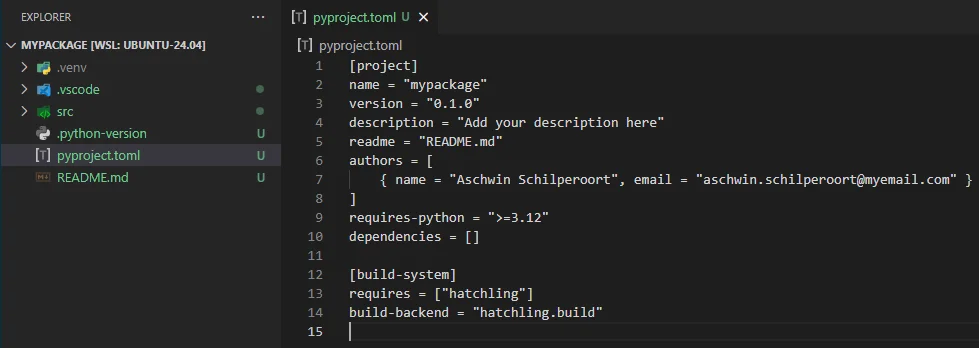 EXPLORER ...
MYPACKAGE [WSL: UBUNTU-24.04]
.venv
.vscode
src
.python-version U
pyproject.toml U
README.md U
pyproject.toml U
pyproject.toml
1 [project]
2 name = "mypackage"
3 version = "0.1.0"
4 description = "Add your description here"
5 readme = "README.md"
6 authors = [
7     { name = "Aschwin Schilperoort", email = "aschwin.schilperoort@myemail.com" }
8 ]
9 requires-python = ">=3.12"
10 dependencies = []
11
12 [build-system]
13 requires = ["hatchling"]
14 build-backend = "hatchling.build"
15